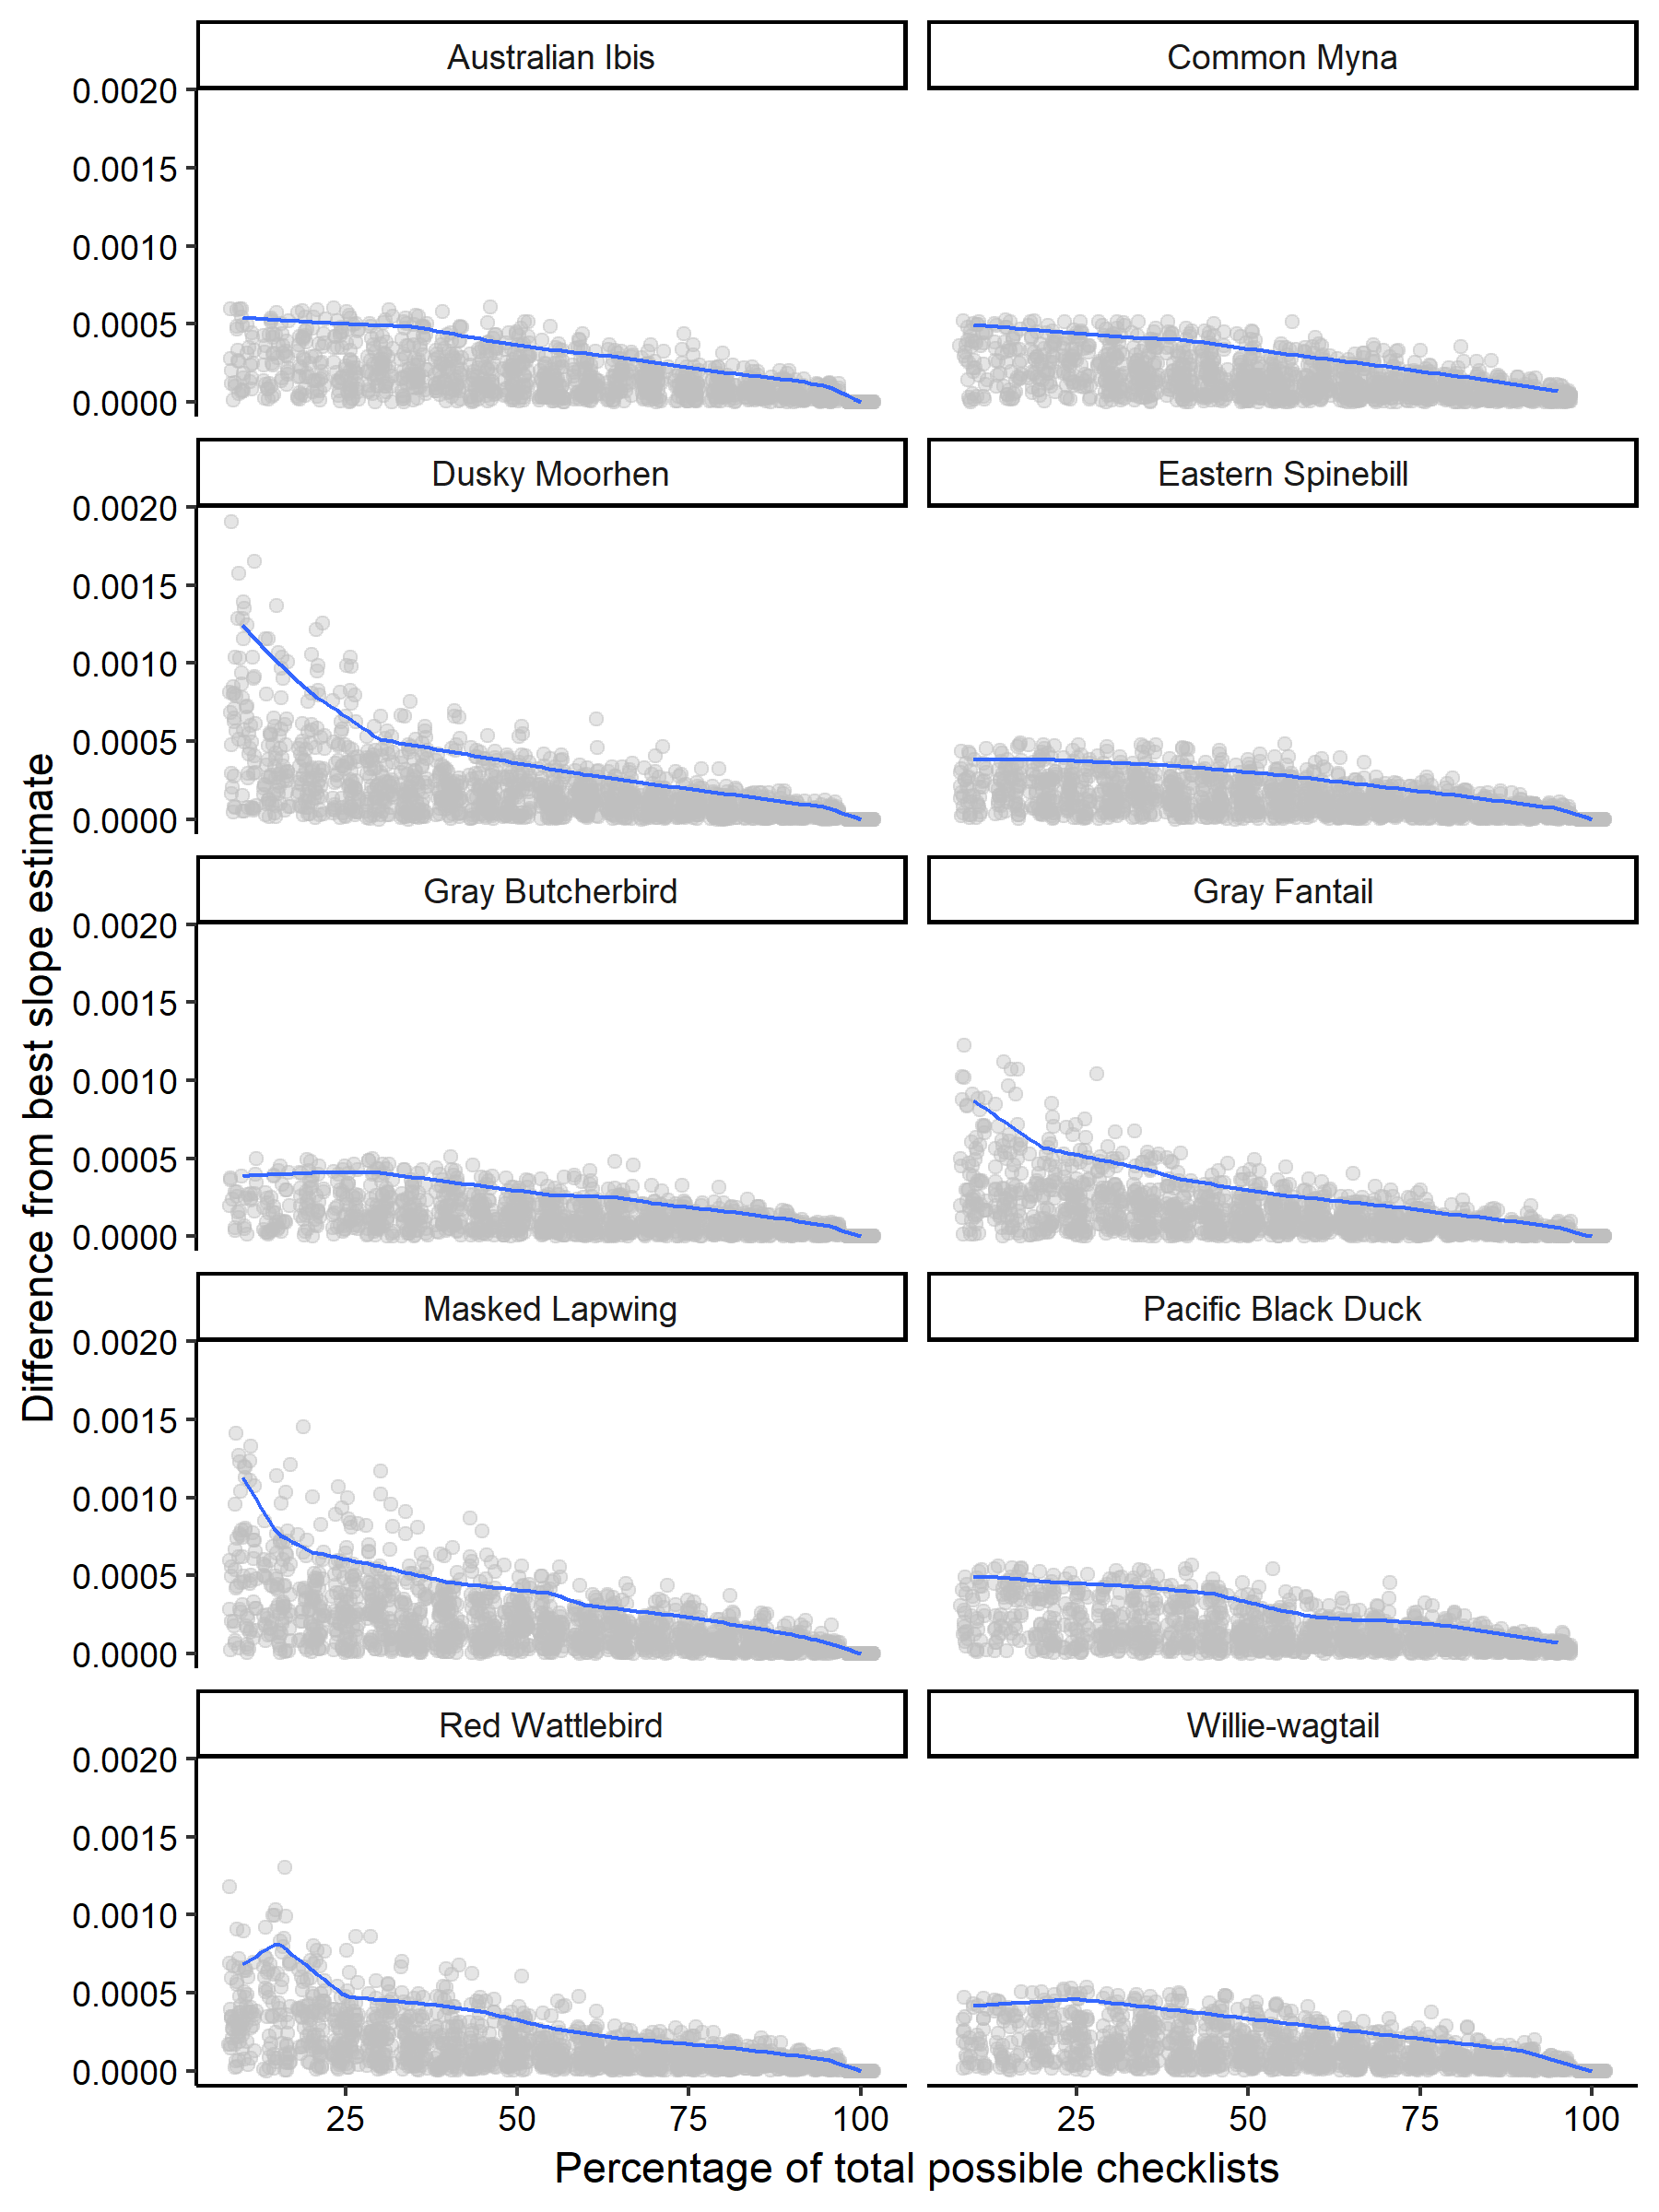 Australian Ibis
Common Myna
0.0020
0.0015
0.0010
0.0005
0.0000
Dusky Moorhen
Eastern Spinebill
0.0020
0.0015
0.0010
0.0005
0.0000
Gray Butcherbird
Gray Fantail
0.0020
0.0015
0.0010
0.0005
0.0000
Masked Lapwing
Pacific Black Duck
0.0020
0.0015
0.0010
0.0005
0.0000
Red Wattlebird
Willie-wagtail
0.0020
0.0015
0.0010
0.0005
0.0000
25 50 75 100
25 50 75 100
Percentage of total possible checklists
Difference from best slope estimate